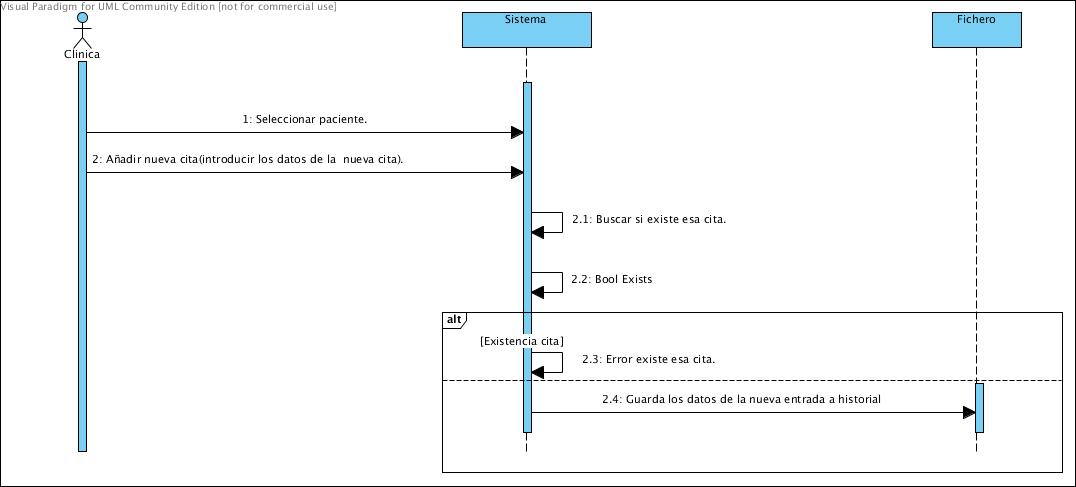 Visual Paradigm for UML Community Edition [not for commercial use]
Sistema
Fichero
Clinica
1: Seleccionar paciente.
2: Añadir nueva cita(introducir los datos de la nueva cita).
2.1: Buscar si existe esa cita.
2.2: Bool Exists
alt
[Existencia cita]
2.3: Error existe esa cita.
2.4: Guarda los datos de la nueva entrada a historial